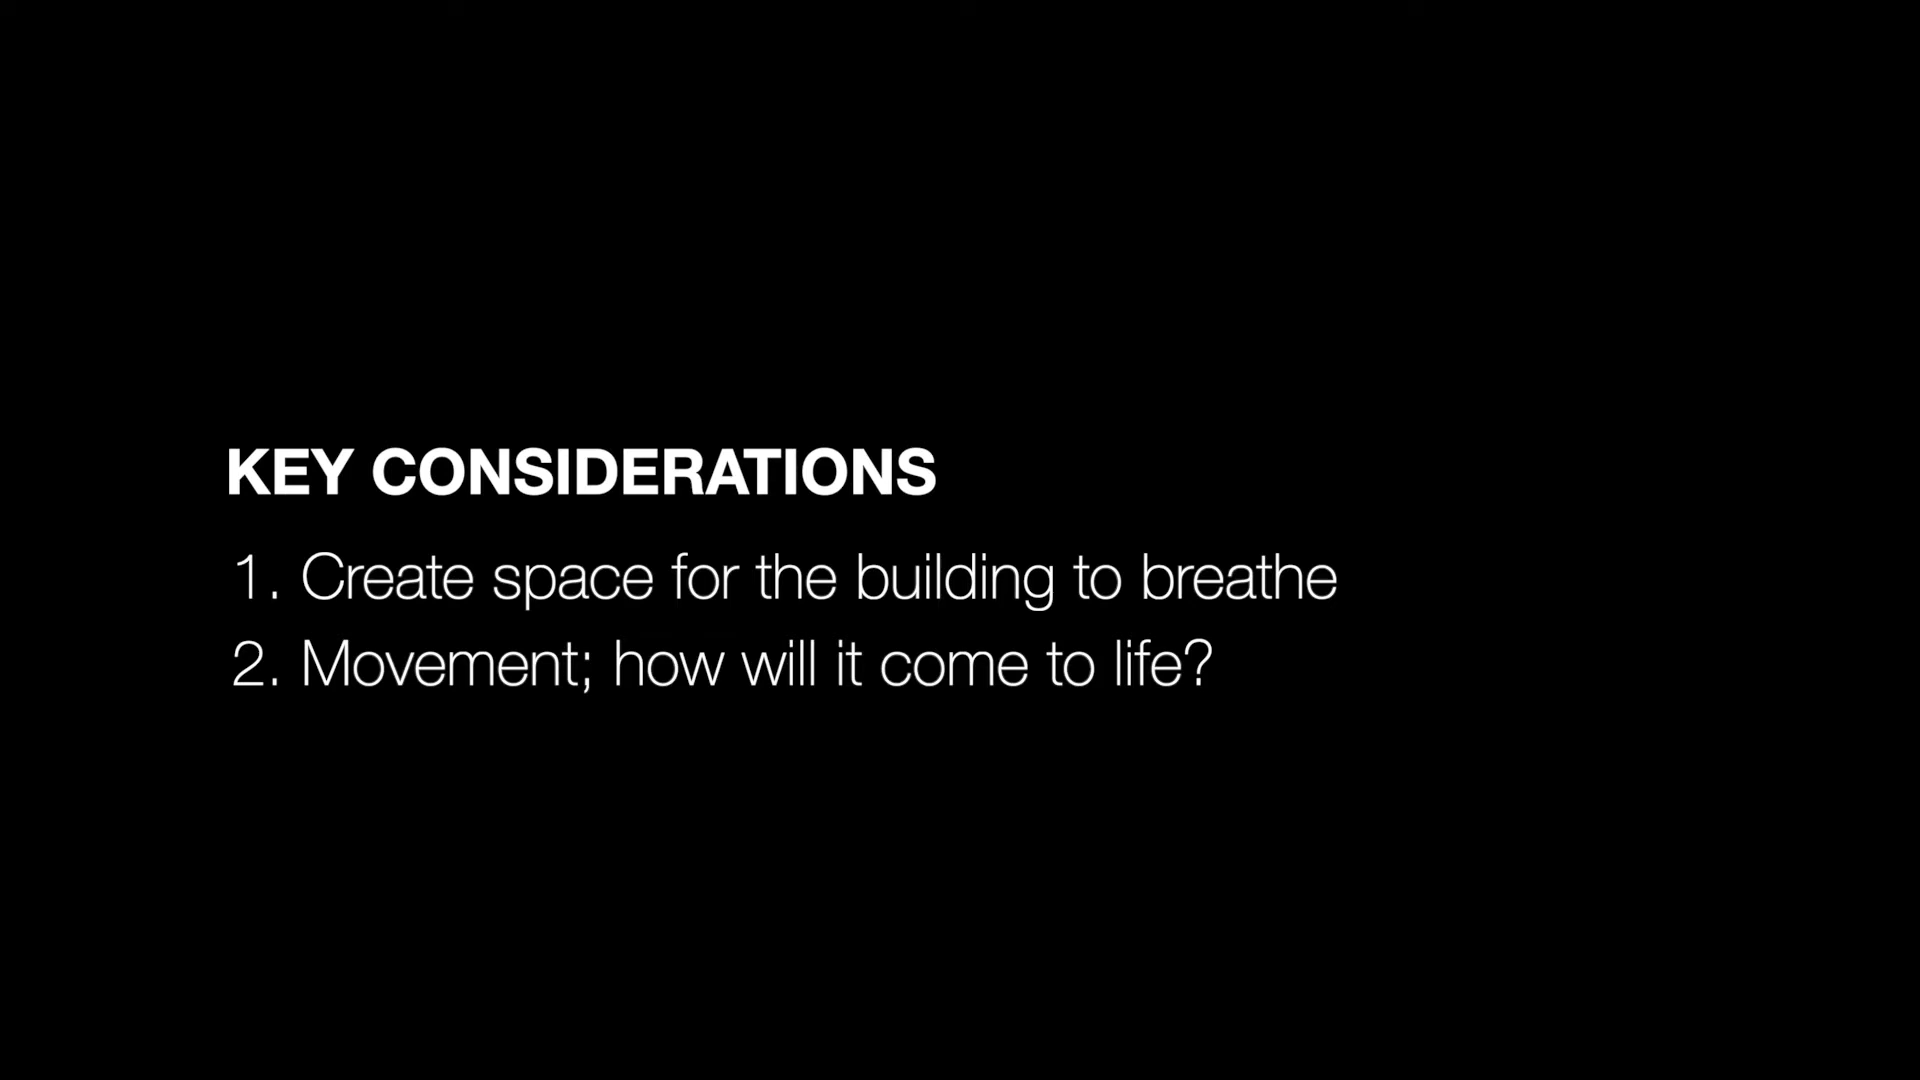 KEY CONSIDERATIONS
1. Create space for the building to breathe
2. Movement; how will it come to life?